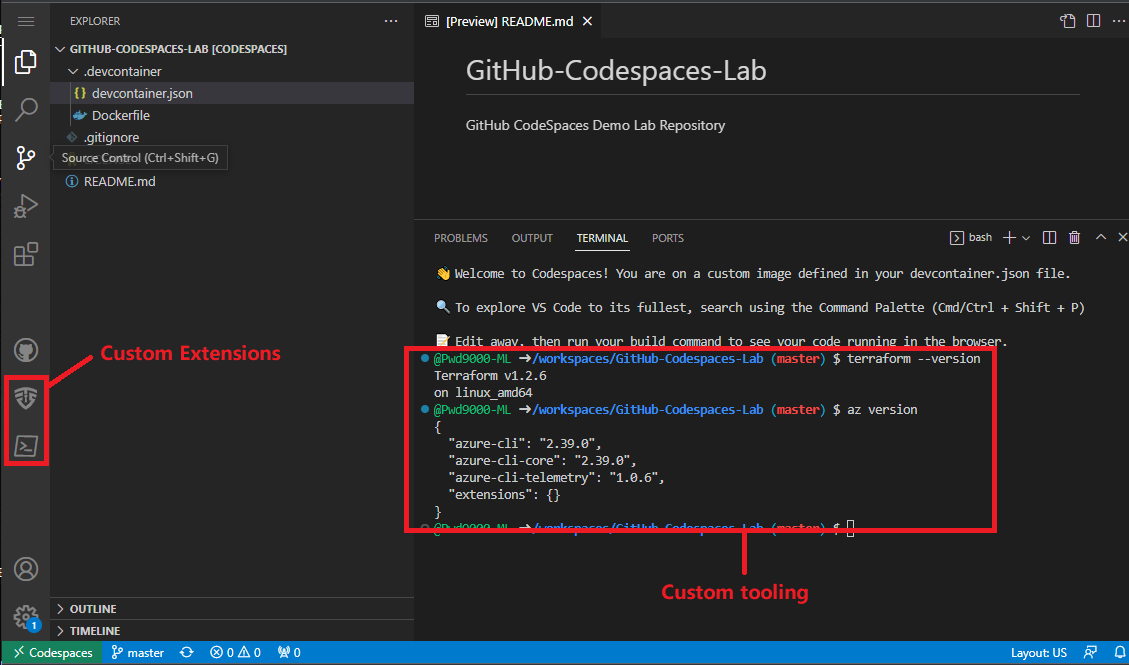 EXPLORER
GITHUB-CODESPACES-LAB [CODESPACES]
.devcontainer
{} devcontainer.json
Dockerfile
.gitignore
Source Control (Ctrl+Shift+G)
README.md
Custom Extensions
OUTLINE
TIMELINE
[Preview] README.md
GitHub-Codespaces-Lab
GitHub CodeSpaces Demo Lab Repository
PROBLEMS OUTPUT TERMINAL PORTS bash
👋 Welcome to Codespaces! You are on a custom image defined in your devcontainer.json file.
🔍 To explore VS Code to its fullest, search using the Command Palette (Cmd/Ctrl + Shift + P)
📝 Edit away, then run your build command to see your code running in the browser.
@Pwd9000-ML ➜/workspaces/GitHub-Codespaces-Lab (master) $ terraform --version
Terraform v1.2.6
on linux_amd64
@Pwd9000-ML ➜/workspaces/GitHub-Codespaces-Lab (master) $ az version
{
"azure-cli": "2.39.0",
"azure-cli-core": "2.39.0",
"azure-cli-telemetry": "1.0.6",
"extensions": {}
}
@Pwd9000-ML ➜/workspaces/GitHub-Codespaces-Lab (master) $
Custom tooling
1
Codespaces master 0 0 0 Layout: US